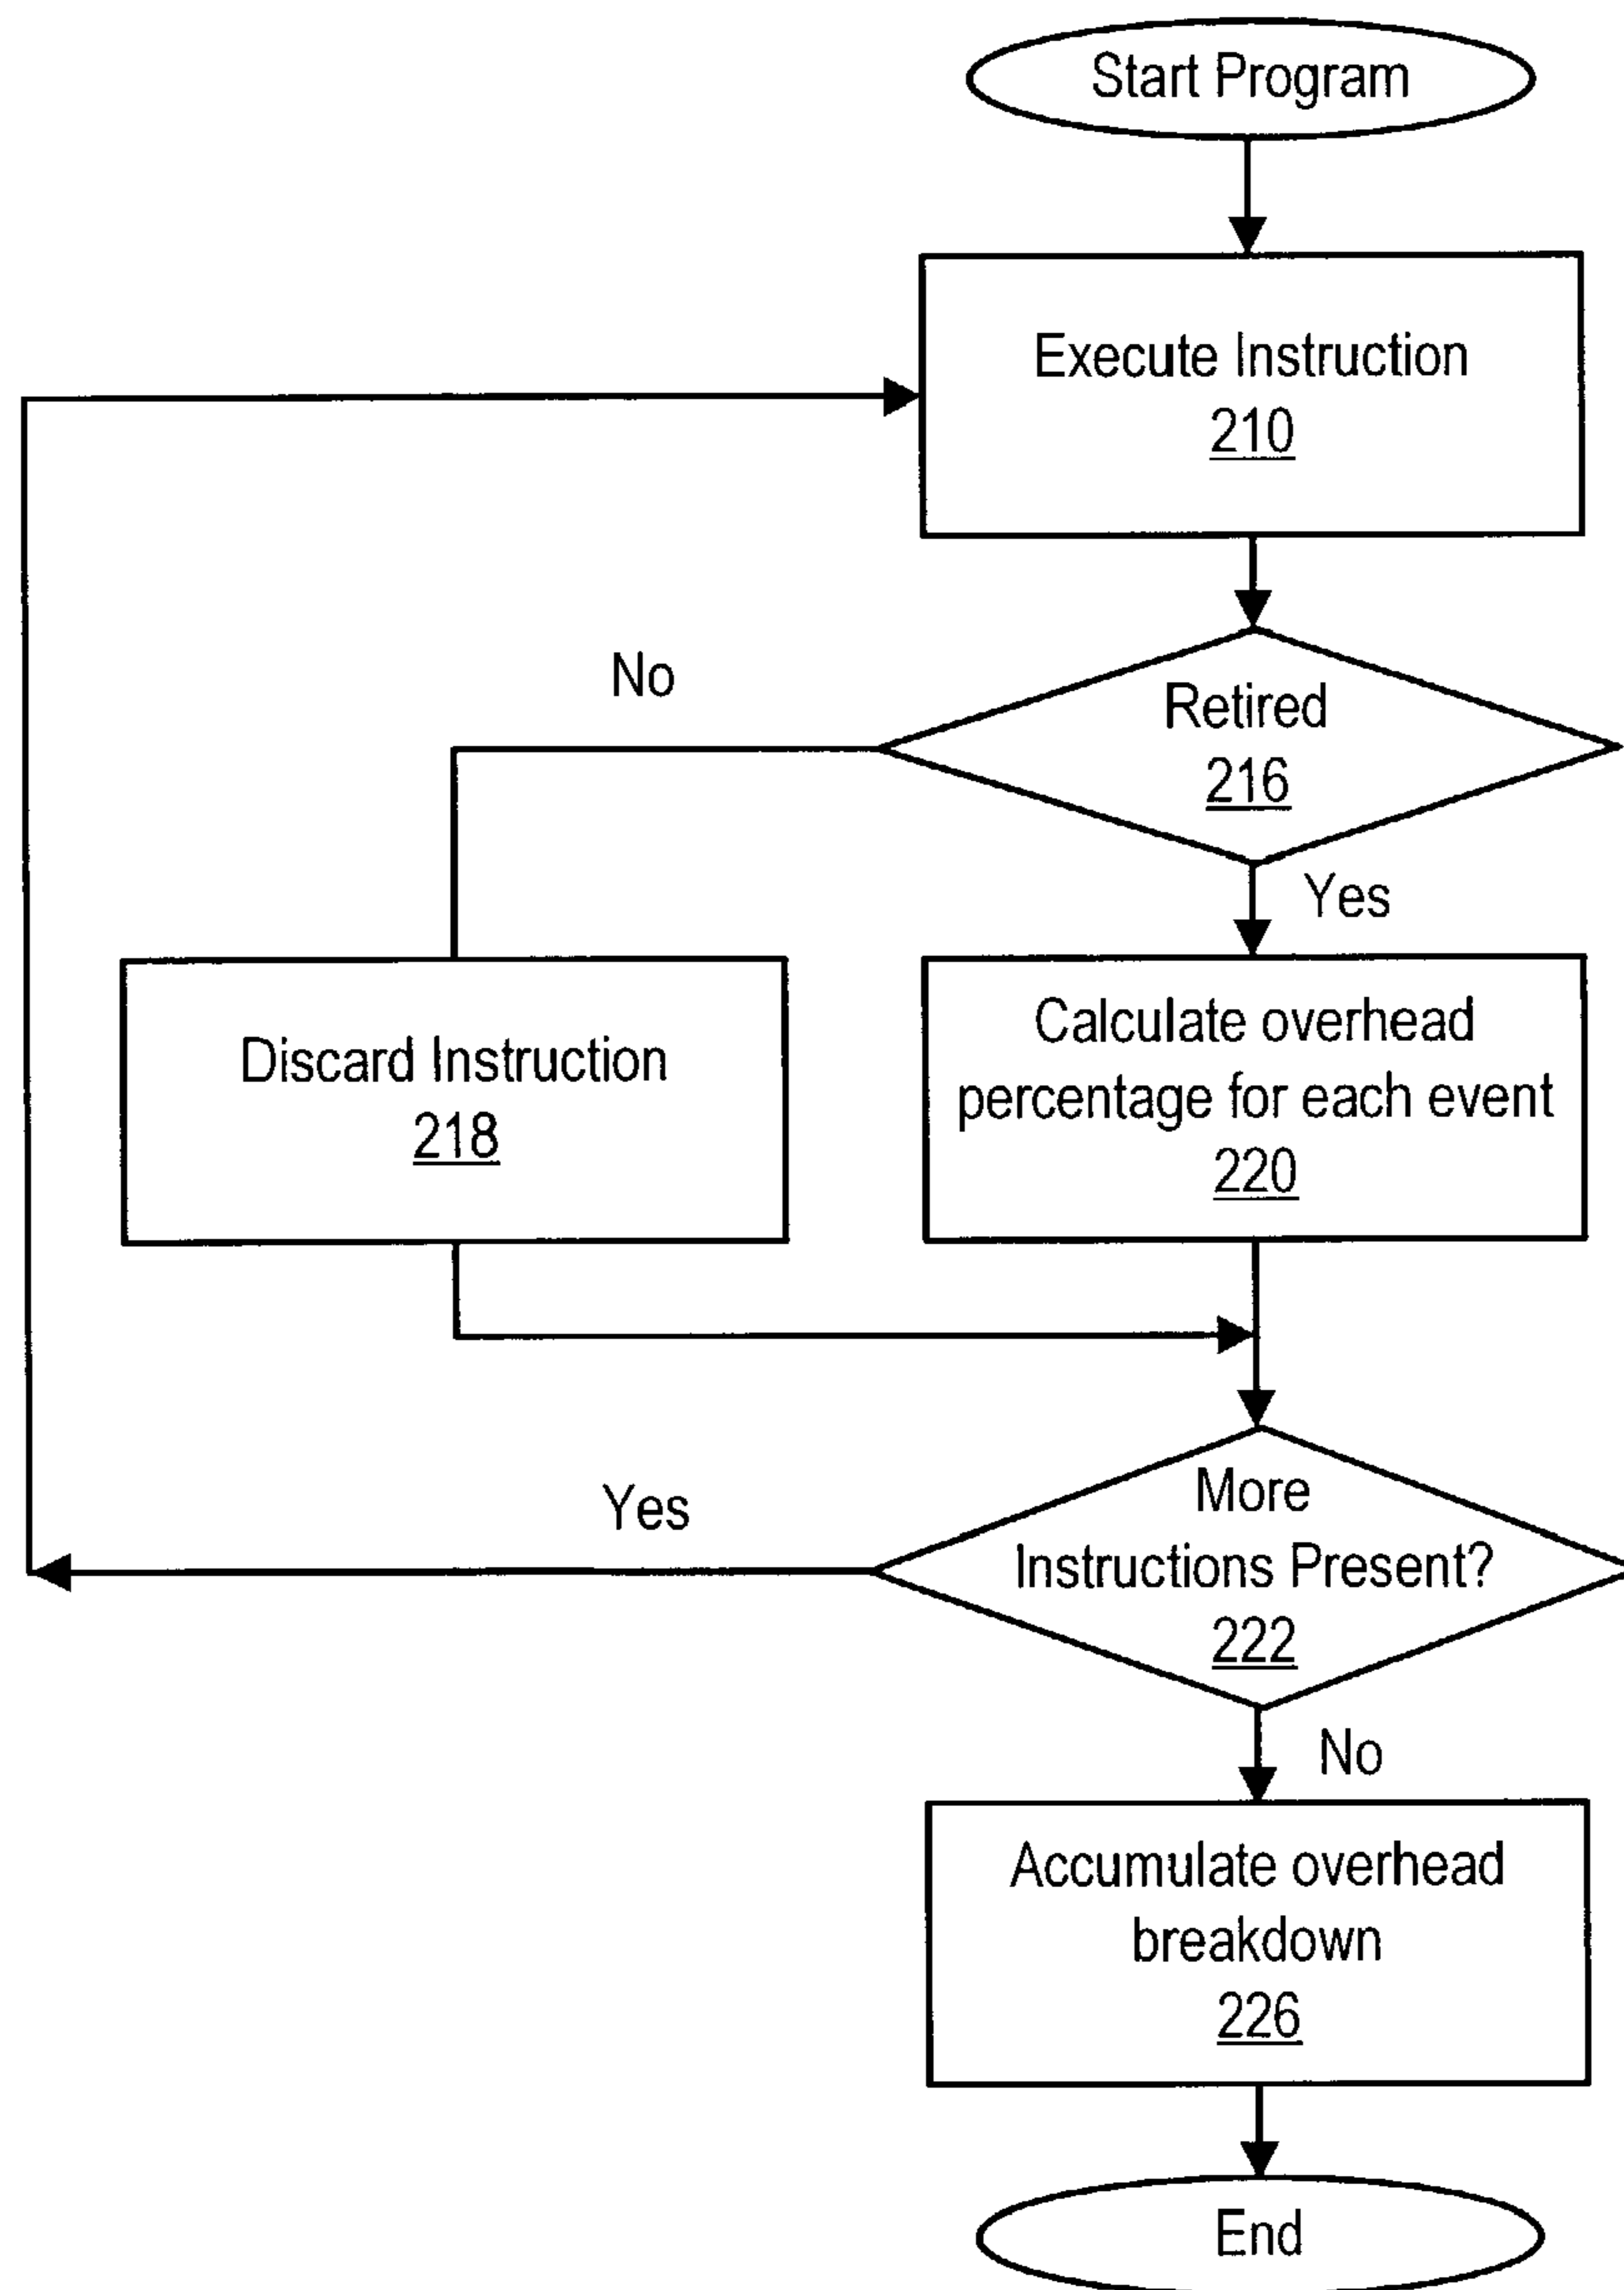 Start Program
Execute Instruction
210
No
Retired
216
Yes
Discard Instruction
218
Calculate overhead
percentage for each event
220
Yes
More
Instructions Present?
222
No
Accumulate overhead
breakdown
226
End